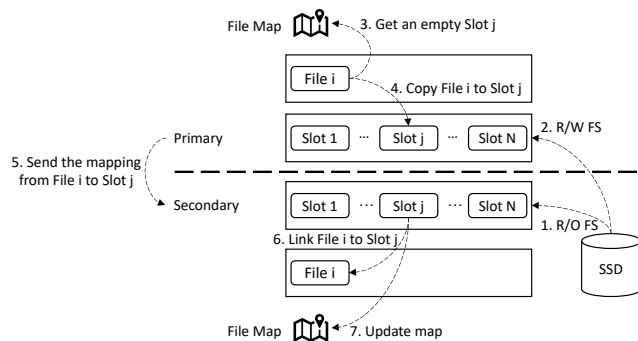 File Map
3. Get an empty Slot j
File i
4. Copy File i to Slot j
Primary
Slot 1 ... Slot j ... Slot N
2. R/W FS
5. Send the mapping
from File i to Slot j
Secondary
Slot 1 ... Slot j ... Slot N
1. R/O FS
6. Link File i to Slot j
File i
SSD
File Map
7. Update map